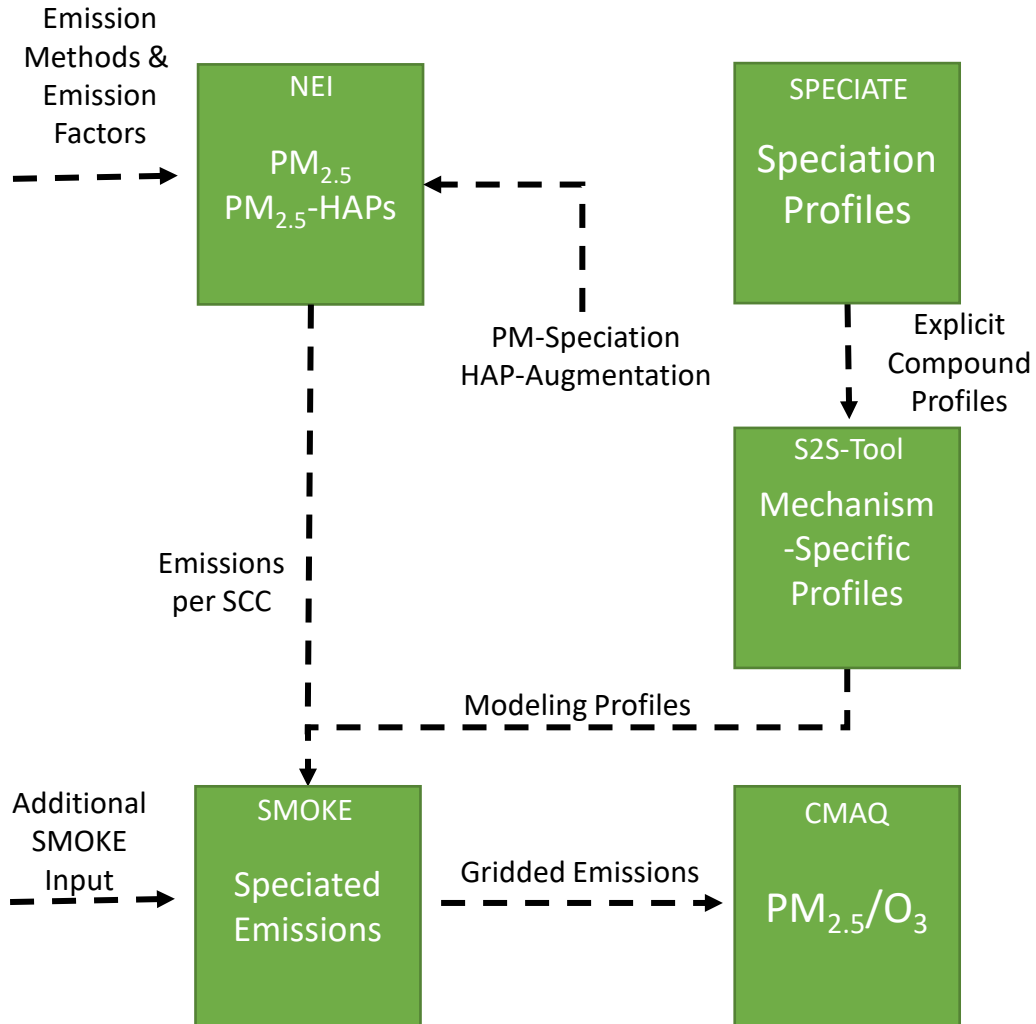 Emission
Methods &
Emission
Factors
NEI
PM₂.₅
PM₂.₅-HAPs
SPECIATE
Speciation
Profiles
PM-Speciation
HAP-Augmentation
Explicit
Compound
Profiles
S2S-Tool
Mechanism
-Specific
Profiles
Emissions
per SCC
Modeling Profiles
Additional
SMOKE
Input
SMOKE
Speciated
Emissions
Gridded Emissions
CMAQ
PM₂.₅/O₃